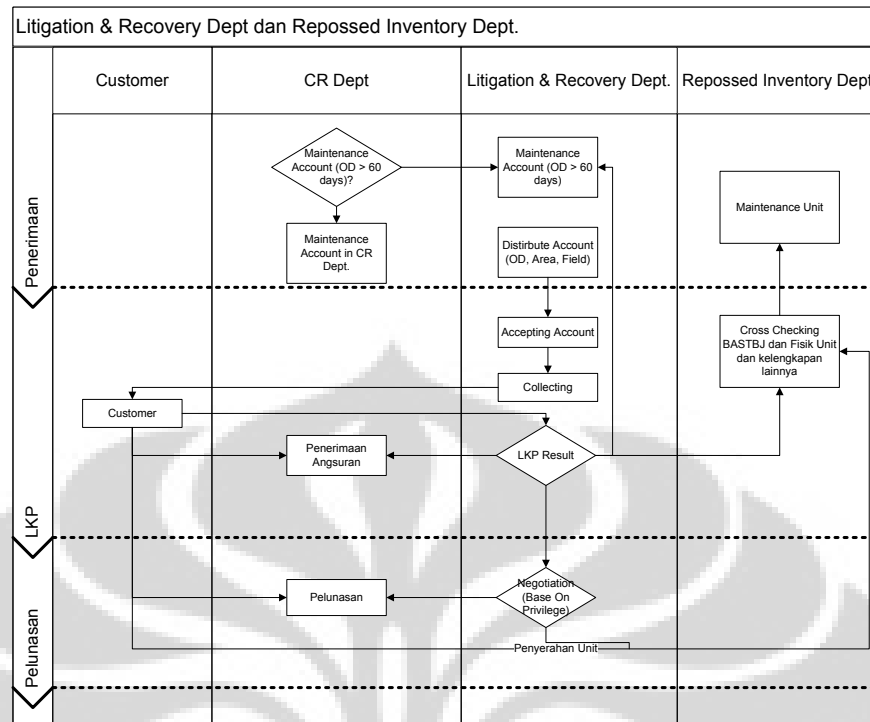 Litigation & Recovery Dept dan Repossed Inventory Dept.
Customer
CR Dept
Litigation & Recovery Dept.
Repossed Inventory Dept
Penerimaan
Maintenance
Account (OD > 60
days)?
Maintenance
Account (OD > 60
days)
Maintenance Unit
Maintenance
Account in CR
Dept.
Distirbute Account
(OD, Area, Field)
LKP
Accepting Account
Cross Checking
BASTBJ dan Fisik Unit
dan kelengkapan
lainnya
Collecting
Customer
Penerimaan
Angsuran
LKP Result
Pelunasan
Pelunasan
Negotiation
(Base On
Privilege)
Penyerahan Unit